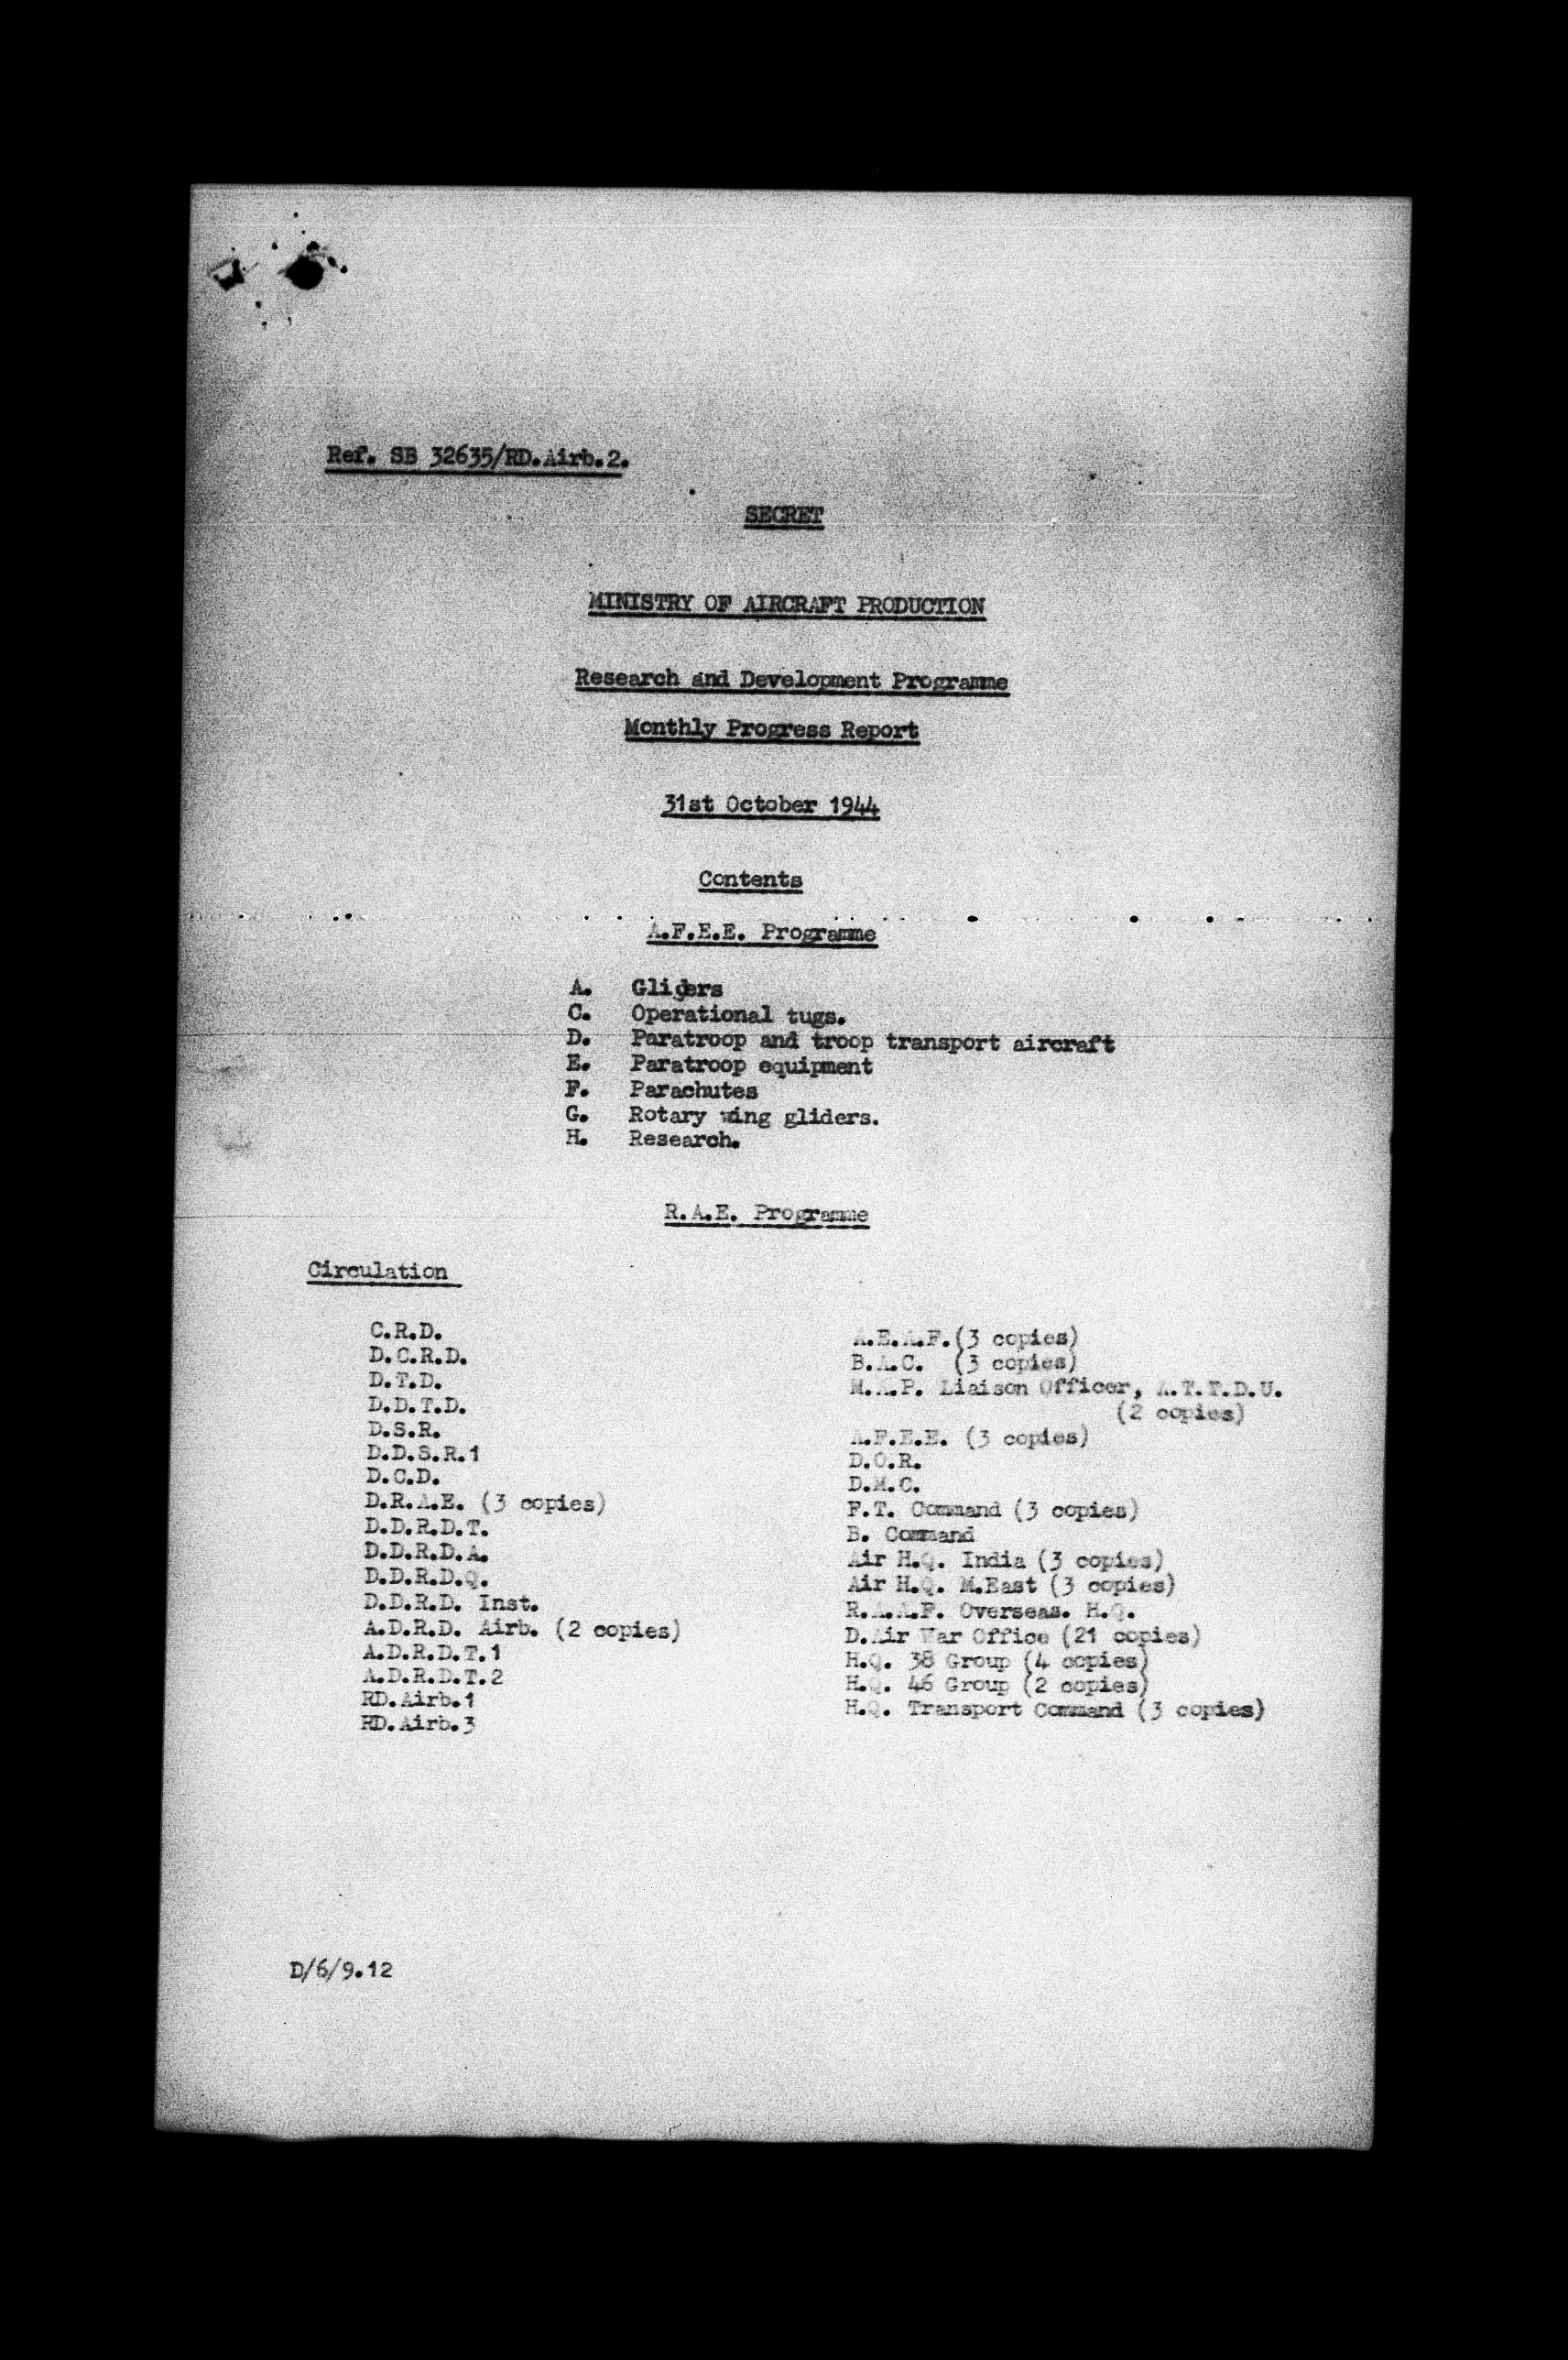 Ref. SB 32635/RD.Airb.2.
SECRET
MINISTRY OF AIRCRAFT PRODUCTION
Research and Development Programme
Monthly Progress Report
31st October 1944
Contents
A.F.E.E. Programme
A. Gliders
C. Operational tugs.
D. Paratroop and troop transport aircraft
E. Paratroop equipment
F. Parachutes
G. Rotary wing gliders.
H. Research.
R.A.E. Programme
Circulation
C.R.D.
D.C.R.D.
D.T.D.
D.D.T.D.
D.S.R.
D.D.S.R.1
D.C.D.
D.R.A.E. (3 copies)
D.D.R.D.T.
D.D.R.D.A.
D.D.R.D.Q.
D.D.R.D. Inst.
A.D.R.D. Airb. (2 copies)
A.D.R.D.T.1
A.D.R.D.T.2
RD.Airb.1
RD.Airb.3
A.E.A.F.(3 copies)
B.A.C. (3 copies)
M.A.P. Liaison Officer, A.T.T.D.U.
(2 copies)
A.F.E.E. (3 copies)
D.O.R.
D.M.C.
F.T. Command (3 copies)
B. Command
Air H.Q. India (3 copies)
Air H.Q. M.East (3 copies)
R.A.A.F. Overseas. H.Q.
D.Air War Office (21 copies)
H.Q. 38 Group (4 copies)
H.Q. 46 Group (2 copies)
H.Q. Transport Command (3 copies)
D/6/9.12